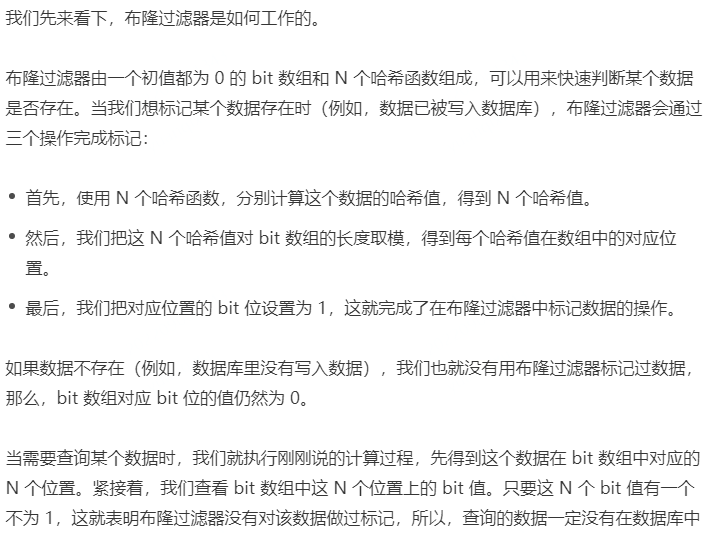 我们先来看下，布隆过滤器是如何工作的。
布隆过滤器由一个初值都为 0 的 bit 数组和 N 个哈希函数组成，可以用来快速判断某个数据
是否存在。当我们想标记某个数据存在时（例如，数据已被写入数据库），布隆过滤器会通过
三个操作完成标记：
• 首先，使用 N 个哈希函数，分别计算这个数据的哈希值，得到 N 个哈希值。
• 然后，我们把这 N 个哈希值对 bit 数组的长度取模，得到每个哈希值在数组中的对应位
置。
• 最后，我们把对应位置的 bit 位设置为 1，这就完成了在布隆过滤器中标记数据的操作。
如果数据不存在（例如，数据库里没有写入数据），我们也就没有用布隆过滤器标记过数据，
那么，bit 数组对应 bit 位的值仍然为 0。
当需要查询某个数据时，我们就执行刚刚说的计算过程，先得到这个数据在 bit 数组中对应的
N 个位置。紧接着，我们查看 bit 数组中这 N 个位置上的 bit 值。只要这 N 个 bit 值有一个
不为 1，这就表明布隆过滤器没有对该数据做过标记，所以，查询的数据一定没有在数据库中